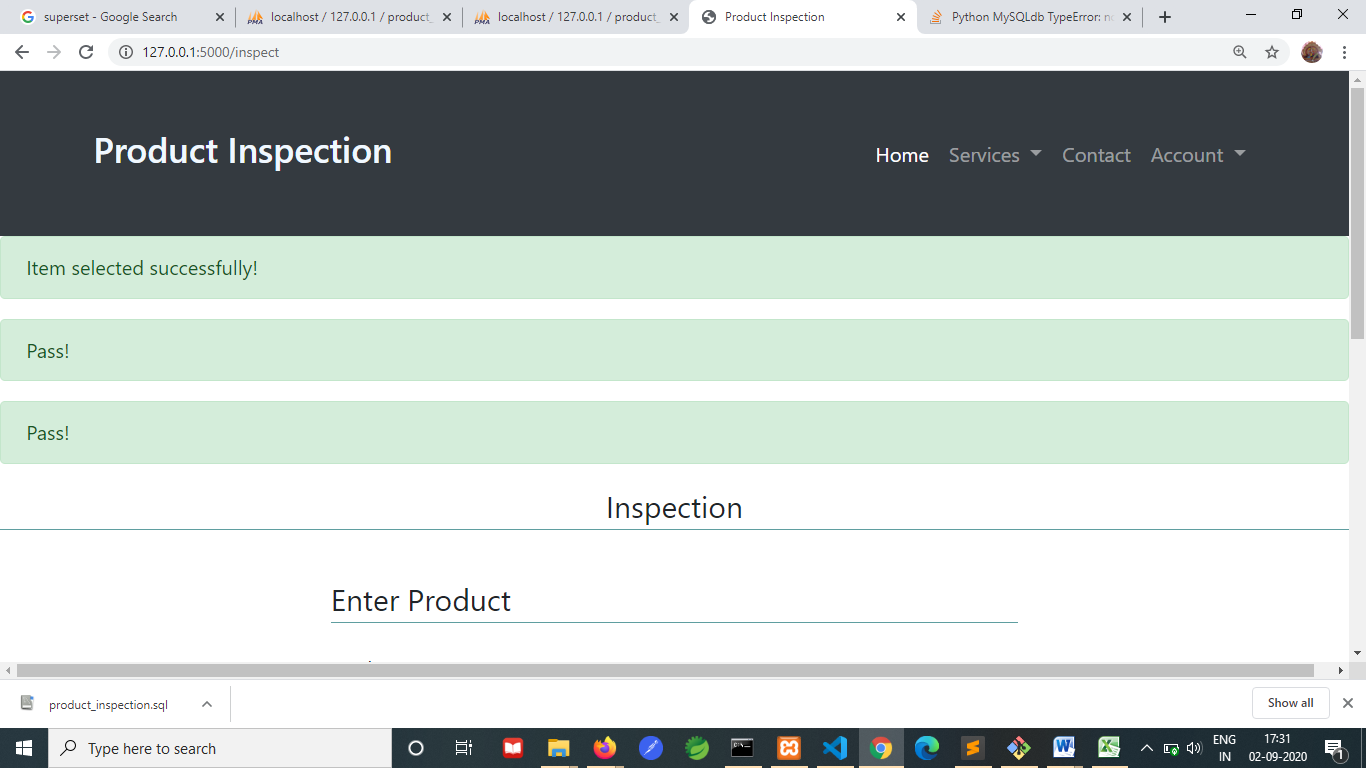 superset - Google Search
localhost / 127.0.0.1 / product_
localhost / 127.0.0.1 / product_
Product Inspection
Python MySQLdb TypeError: no
127.0.0.1:5000/inspect
Product Inspection
Home Services Contact Account
Item selected successfully!
Pass!
Pass!
Inspection
Enter Product
product_inspection.sql
Show all
Type here to search
ENG
IN
17:31
02-09-2020
1